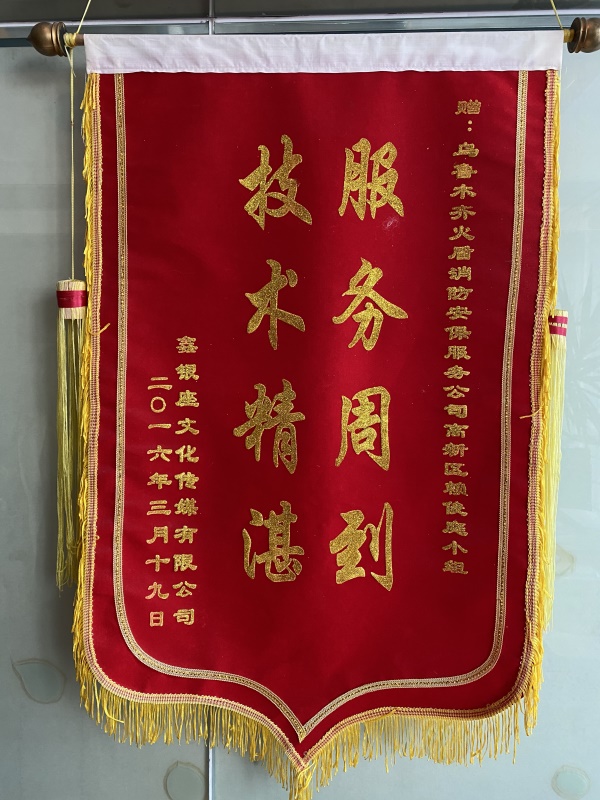 赠：乌鲁木齐火盾消防安保服务公司高新区赖俊庭小组
服务周到
技术精湛
鑫银座文化传媒有限公司
二〇一六年三月十九日